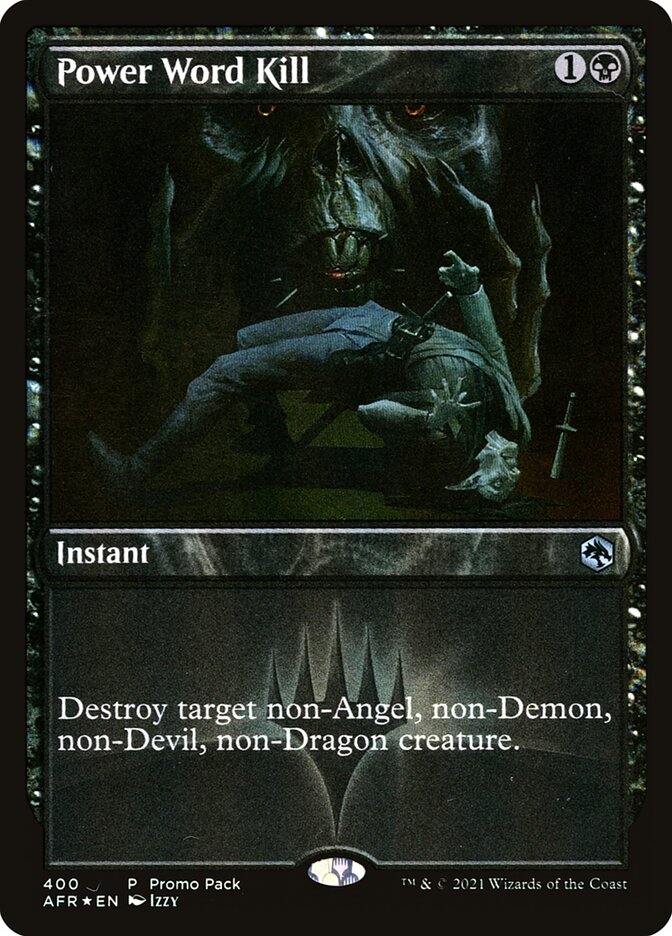 Power Word Kill 1
Instant
Destroy target non-Angel, non-Demon,
non-Devil, non-Dragon creature.
400 P Promo Pack ™ & © 2021 Wizards of the Coast
AFR★EN Izzy